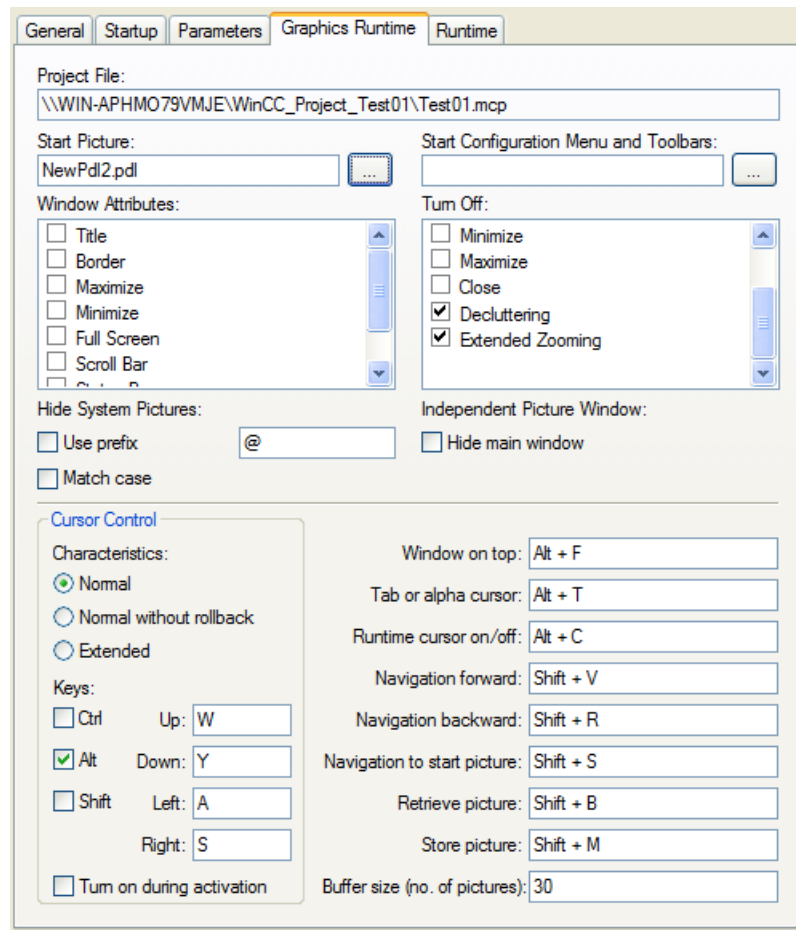 General Startup Parameters Graphics Runtime Runtime
Project File:
\\WIN-APHMO79VMJE\WinCC_Project_Test01\Test01.mcp
Start Picture: Start Configuration Menu and Toolbars:
NewPdl2.pdl ... ...
Window Attributes: Turn Off:
Title Minimize
Border Maximize
Maximize Close
Minimize Decluttering
Full Screen Extended Zooming
Scroll Bar
Hide System Pictures: Independent Picture Window:
Use prefix @ Hide main window
Match case
Cursor Control
Characteristics: Window on top: Alt + F
Normal Tab or alpha cursor: Alt + T
Normal without rollback Runtime cursor on/off: Alt + C
Extended Navigation forward: Shift + V
Keys:
Ctrl Up: W Navigation backward: Shift + R
Alt Down: Y Navigation to start picture: Shift + S
Shift Left: A Retrieve picture: Shift + B
Right: S Store picture: Shift + M
Turn on during activation Buffer size (no. of pictures): 30